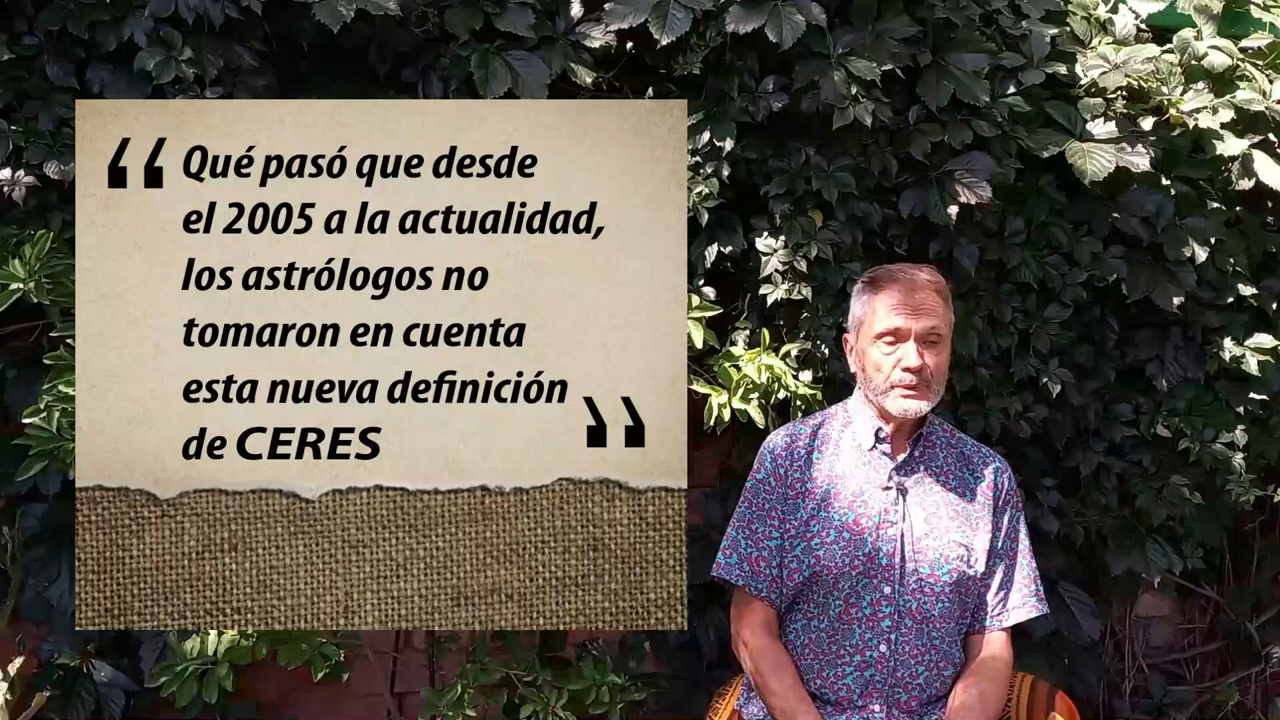 “ Qué pasó que desde
el 2005 a la actualidad,
los astrólogos no
tomaron en cuenta
esta nueva definición
de CERES ”